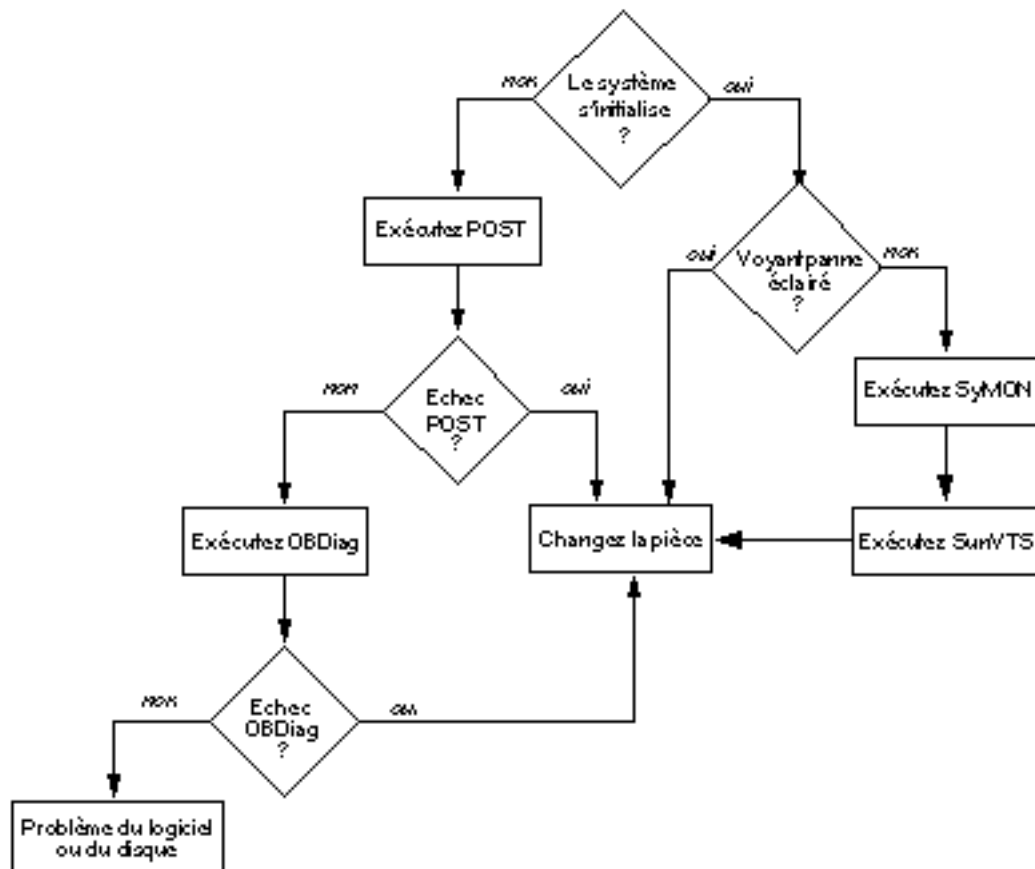 Le système
s'initialise
?
non
oui
Exécutez POST
Voyant panne
éclairé
?
oui
non
Echec
POST
?
non
oui
Exécutez SyMON
Exécutez OBDiag
Changez la pièce
Exécutez SunVTS
Echec
OBDiag
?
non
oui
Problème du logiciel
ou du disque